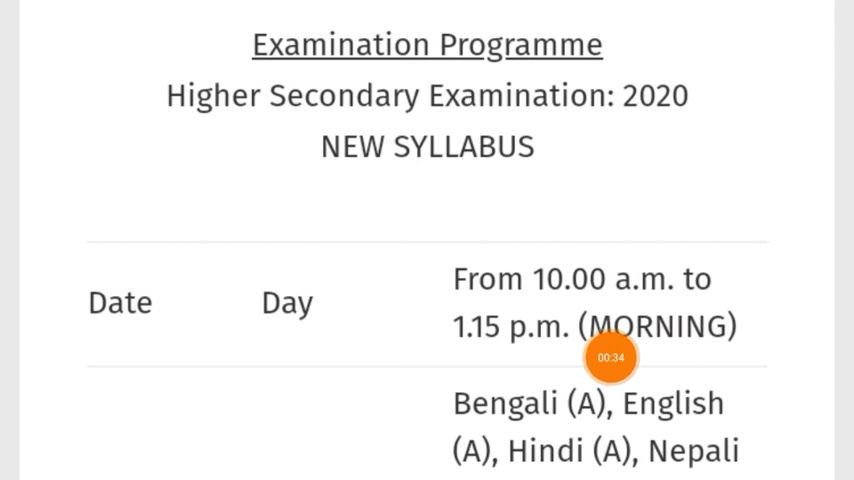 Examination Programme
Higher Secondary Examination: 2020
NEW SYLLABUS
Date Day From 10.00 a.m. to
1.15 p.m. (MORNING)
00:34
Bengali (A), English
(A), Hindi (A), Nepali